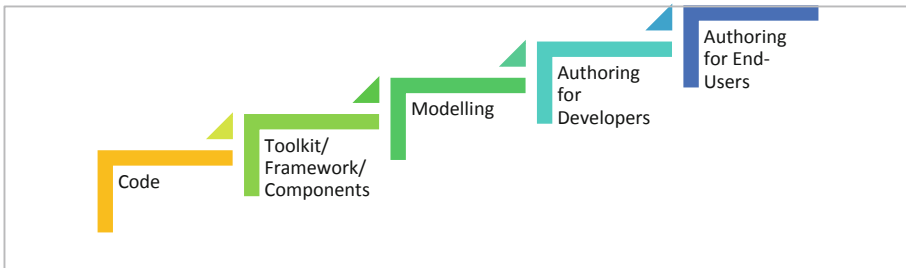 Code
Toolkit/
Framework/
Components
Modelling
Authoring
for
Developers
Authoring
for End-
Users